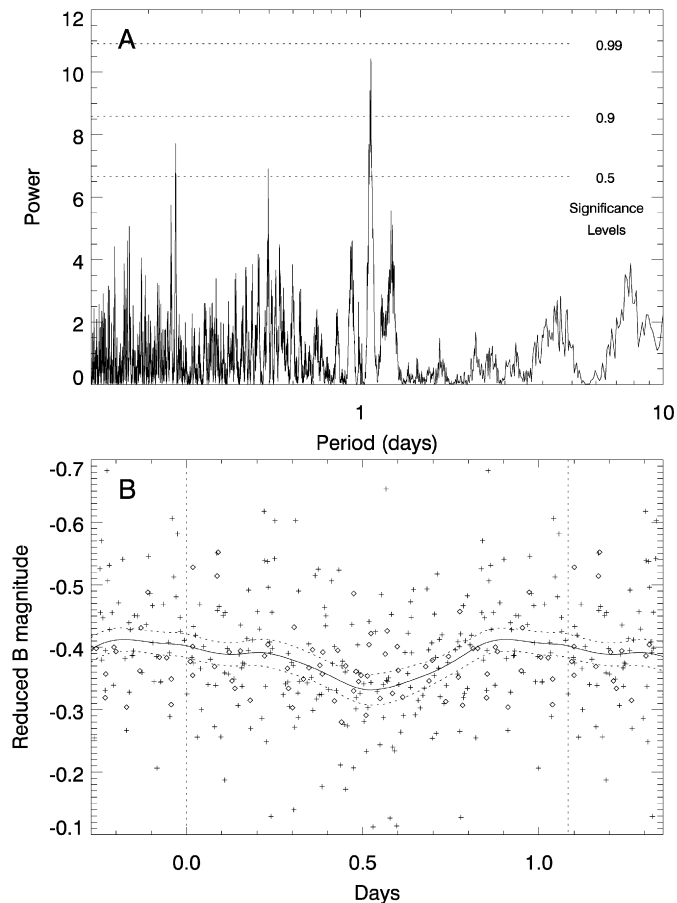 12
A
0.99
10
0.9
8
0.5
6
Significance
Levels
Power
4
2
0
1
10
Period (days)
-0.7
B
-0.6
-0.5
-0.4
-0.3
-0.2
-0.1
Reduced B magnitude
0.0
0.5
1.0
Days